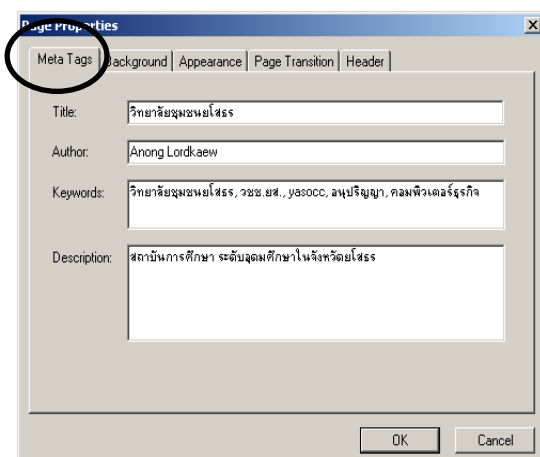 Page Properties
Meta Tags Background Appearance Page Transition Header
Title: วิทยาลัยชุมชนยโสธร
Author: Anong Lordkaew
Keywords: วิทยาลัยชุมชนยโสธร, วชช.ยส., yasocc, อนุปริญญา, คอมพิวเตอร์ธุรกิจ
Description: สถาบันการศึกษา ระดับอุดมศึกษาในจังหวัดยโสธร
OK Cancel